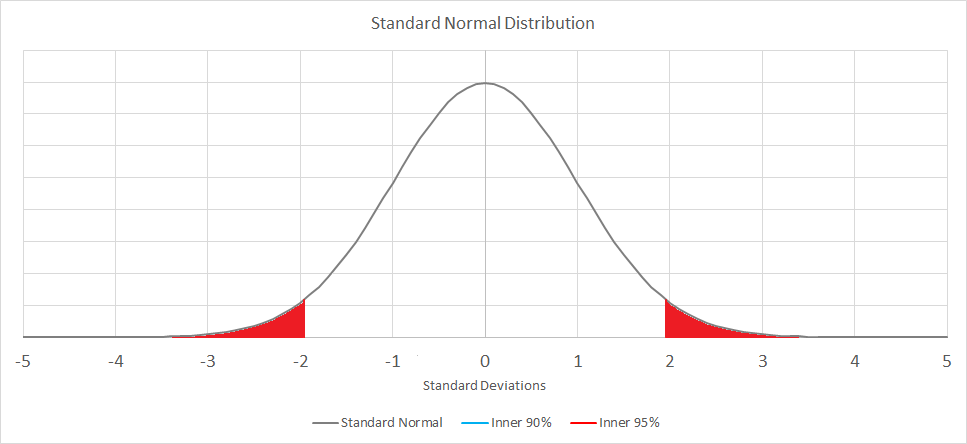 Standard Normal Distribution
-5 -4 -3 -2 -1 0 1 2 3 4 5
Standard Deviations
Standard Normal Inner 90% Inner 95%